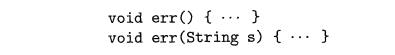 void err() { ··· }
void err(String s) { ··· }